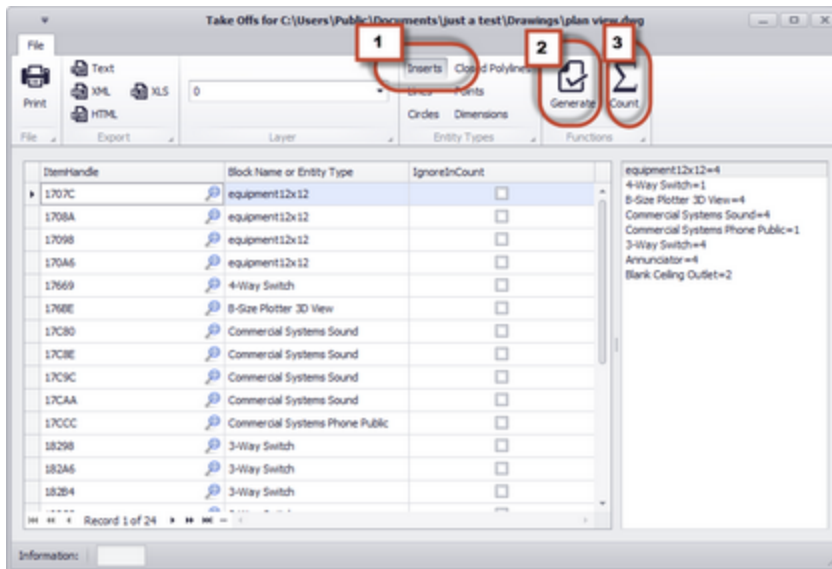 Take Offs for C:\Users\Public\Documents\just a test\Drawings\plan view.dwg
1
2
3
File
Print
Text
XML
XLS
HTML
0
Inserts
Closed Polylines
Lines
Points
Circles
Dimensions
Generate
Count
File
Export
Layer
Entity Types
Functions
ItemHandle Block Name or Entity Type IgnoreInCount
1707C equipment12x12
1708A equipment12x12
17098 equipment12x12
170A6 equipment12x12
17669 4-Way Switch
176BE B-Size Plotter 3D View
17C80 Commercial Systems Sound
17C8E Commercial Systems Sound
17C9C Commercial Systems Sound
17CAA Commercial Systems Sound
17CCC Commercial Systems Phone Public
18298 3-Way Switch
182A6 3-Way Switch
182B4 3-Way Switch
Record 1 of 24
equipment12x12=4
4-Way Switch=1
B-Size Plotter 3D View=4
Commercial Systems Sound=4
Commercial Systems Phone Public=1
3-Way Switch=4
Annunciator=4
Blank Ceiling Outlet=2
Information: